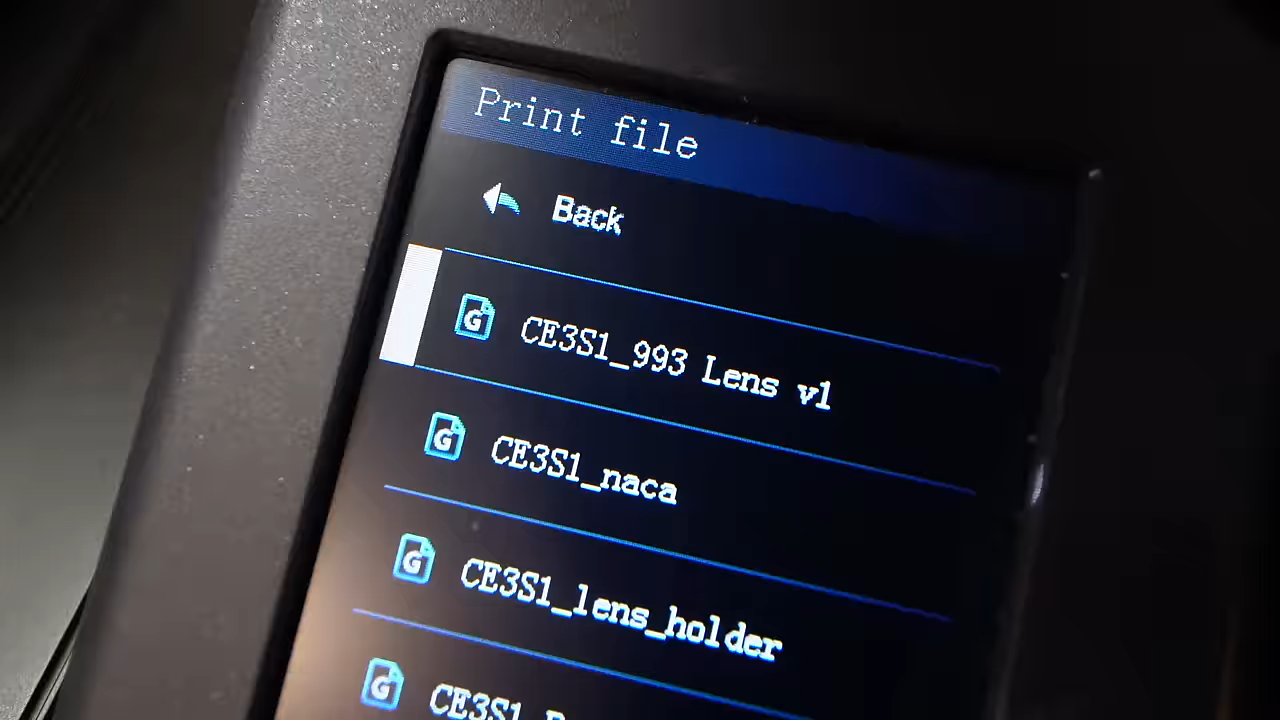 Print file
Back
CE3S1_993 Lens v1
CE3S1_naca
CE3S1_lens_holder